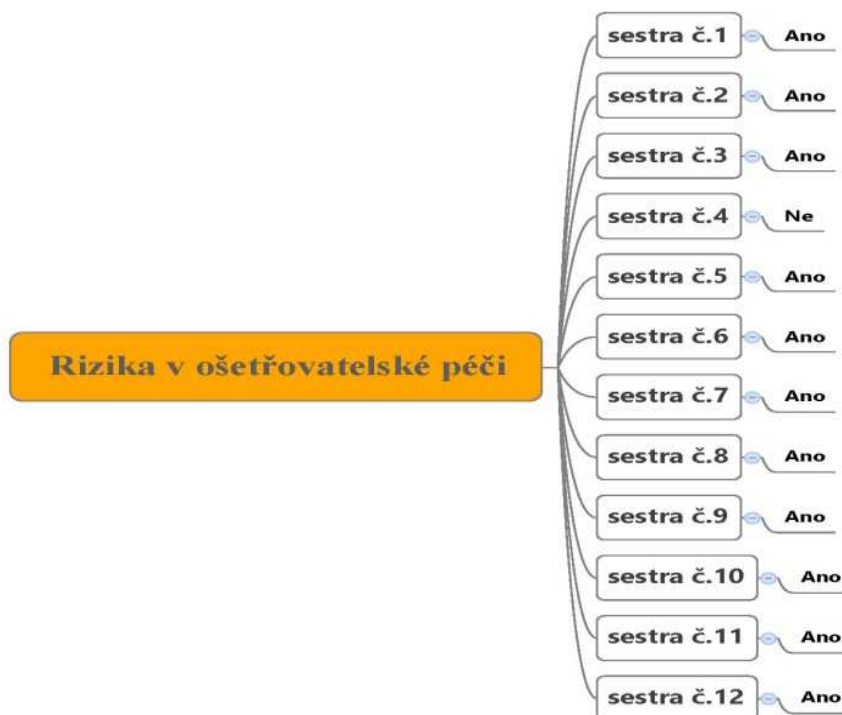 Rizika v ošetřovatelské péči
sestra č.1 Ano
sestra č.2 Ano
sestra č.3 Ano
sestra č.4 Ne
sestra č.5 Ano
sestra č.6 Ano
sestra č.7 Ano
sestra č.8 Ano
sestra č.9 Ano
sestra č.10 Ano
sestra č.11 Ano
sestra č.12 Ano